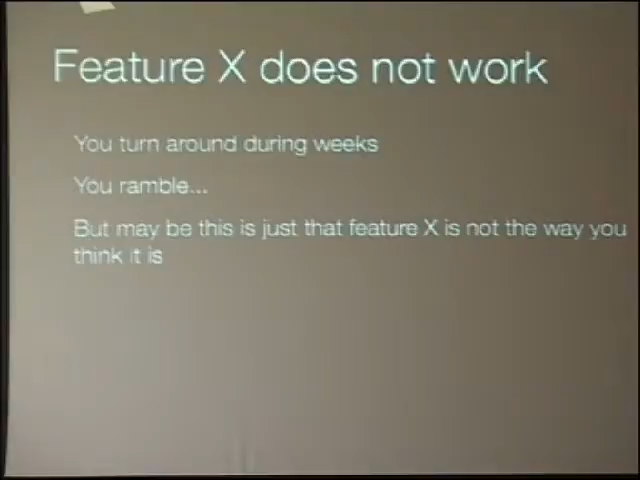 Feature X does not work
You turn around during weeks
You ramble...
But may be this is just that feature X is not the way you
think it is